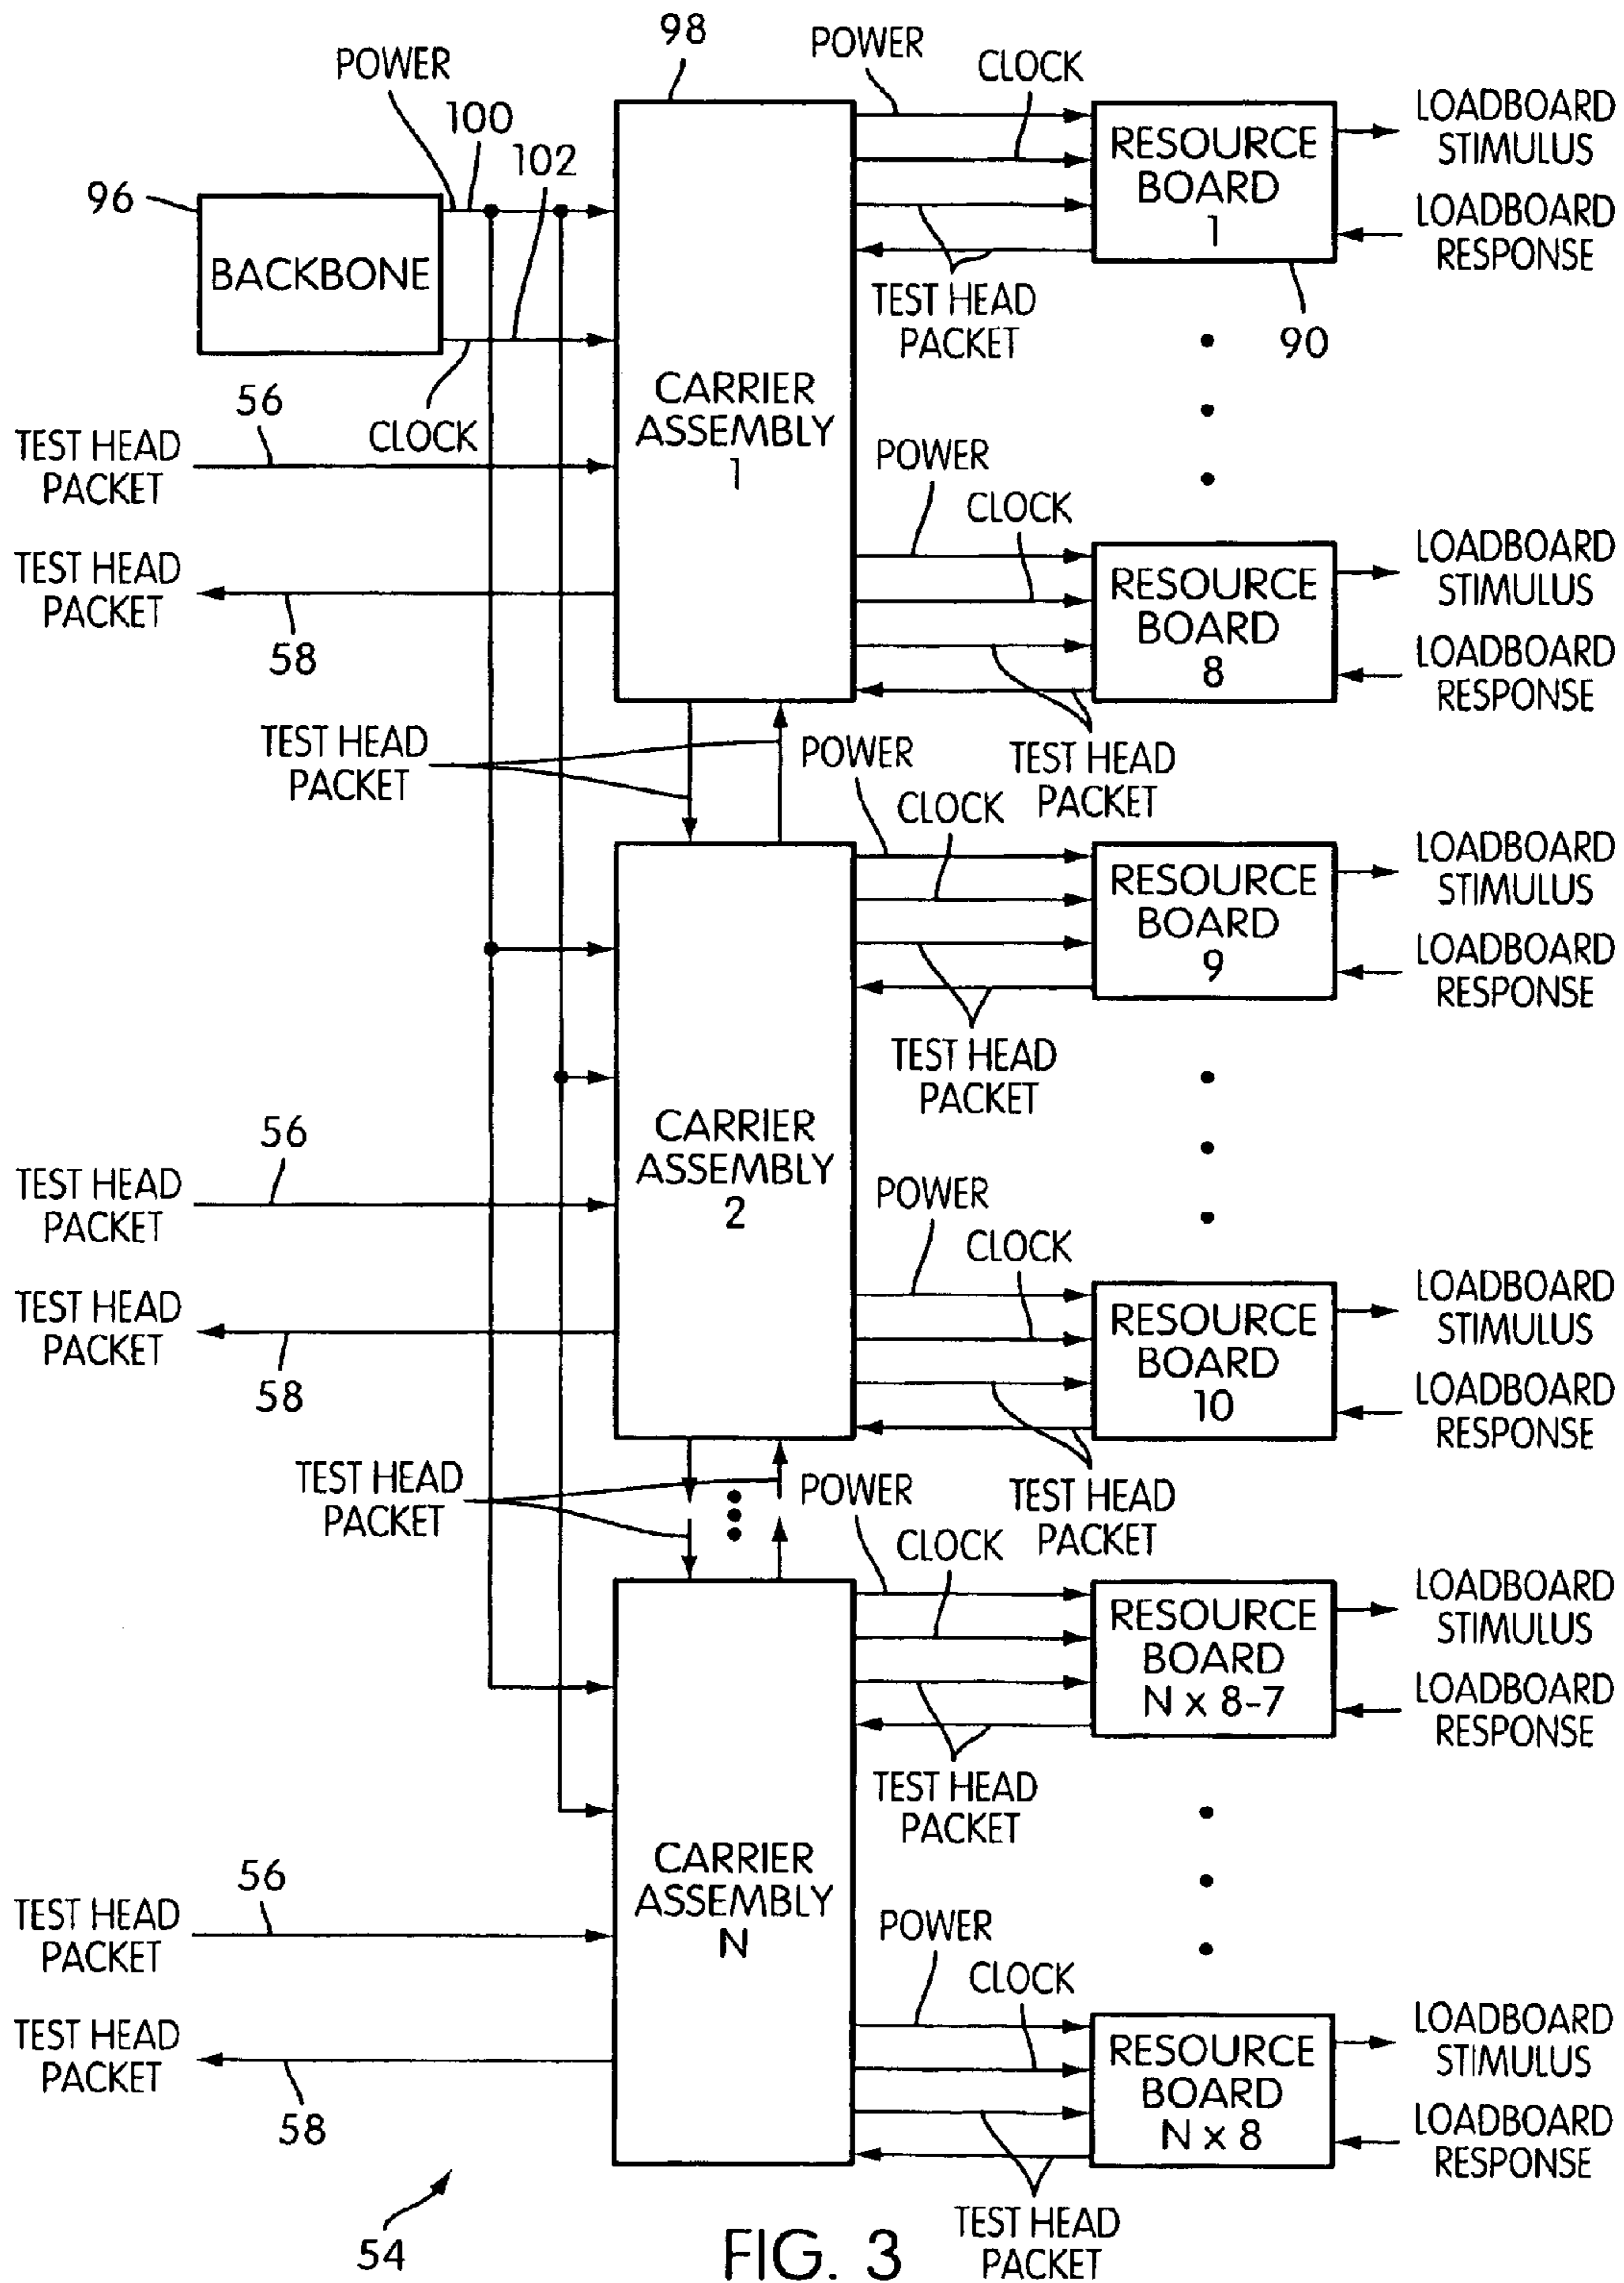 98
POWER
CLOCK
POWER
100
102
96
BACKBONE
CLOCK
56
TEST HEAD
PACKET
TEST HEAD
PACKET
58
CARRIER
ASSEMBLY
1
RESOURCE
BOARD
1
LOADBOARD
STIMULUS
LOADBOARD
RESPONSE
TEST HEAD
PACKET
90
POWER
CLOCK
RESOURCE
BOARD
8
LOADBOARD
STIMULUS
LOADBOARD
RESPONSE
TEST HEAD
PACKET
TEST HEAD
PACKET
POWER
CLOCK
RESOURCE
BOARD
9
LOADBOARD
STIMULUS
LOADBOARD
RESPONSE
TEST HEAD
PACKET
56
TEST HEAD
PACKET
TEST HEAD
PACKET
58
CARRIER
ASSEMBLY
2
POWER
CLOCK
RESOURCE
BOARD
10
LOADBOARD
STIMULUS
LOADBOARD
RESPONSE
TEST HEAD
PACKET
TEST HEAD
PACKET
POWER
CLOCK
RESOURCE
BOARD
N x 8-7
LOADBOARD
STIMULUS
LOADBOARD
RESPONSE
TEST HEAD
PACKET
56
TEST HEAD
PACKET
TEST HEAD
PACKET
58
CARRIER
ASSEMBLY
N
POWER
CLOCK
RESOURCE
BOARD
N x 8
LOADBOARD
STIMULUS
LOADBOARD
RESPONSE
TEST HEAD
PACKET
54
FIG. 3